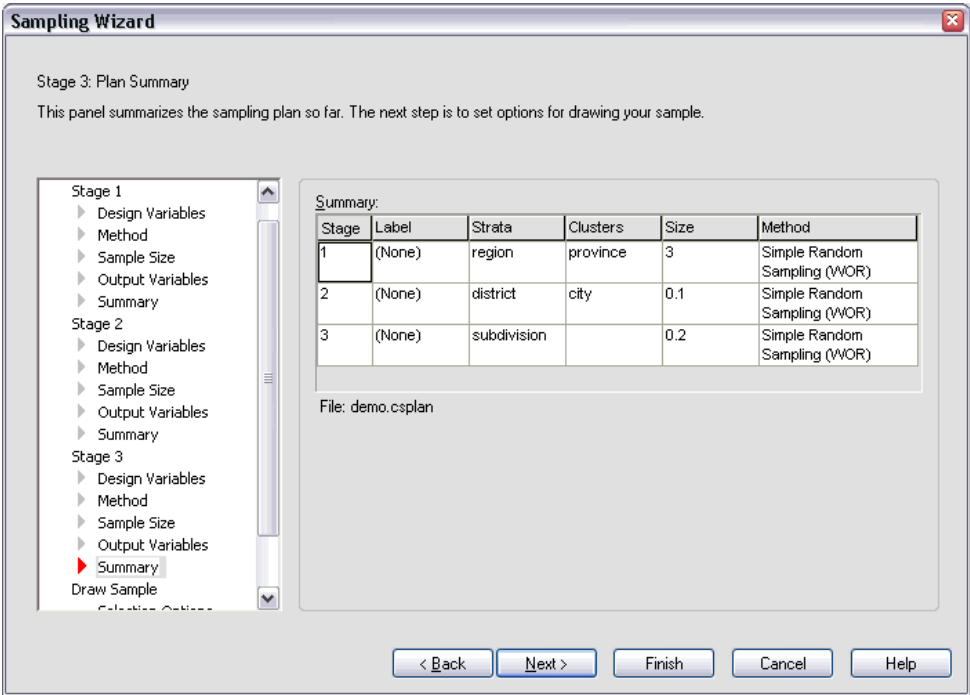 Sampling Wizard
Stage 3: Plan Summary
This panel summarizes the sampling plan so far. The next step is to set options for drawing your sample.
Stage 1
Design Variables
Method
Sample Size
Output Variables
Summary
Stage 2
Design Variables
Method
Sample Size
Output Variables
Summary
Stage 3
Design Variables
Method
Sample Size
Output Variables
Summary
Draw Sample
Selection Options
Summary:
Stage Label Strata Clusters Size Method
1 (None) region province 3 Simple Random
Sampling (WOR)
2 (None) district city 0.1 Simple Random
Sampling (WOR)
3 (None) subdivision 0.2 Simple Random
Sampling (WOR)
File: demo.csplan
< Back Next > Finish Cancel Help